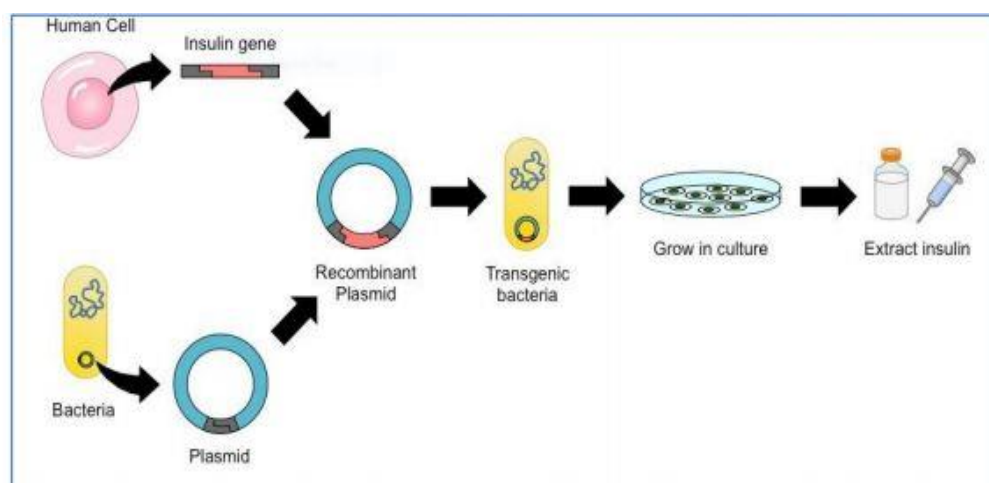 Human Cell
Insulin gene
Recombinant
Plasmid
Transgenic
bacteria
Grow in culture
Extract insulin
Bacteria
Plasmid